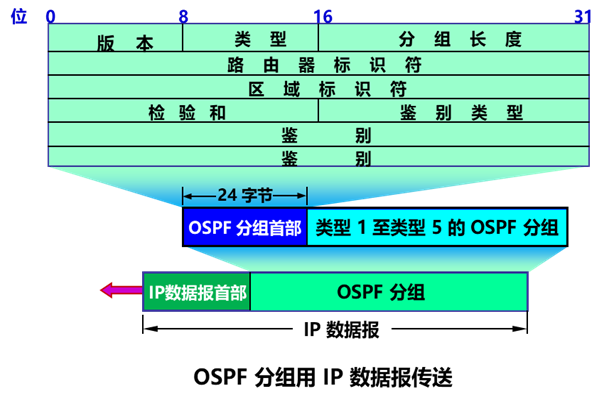 位 0 8 16 31
版 本 类 型 分 组 长 度
路 由 器 标 识 符
区 域 标 识 符
检 验 和 鉴 别 类 型
鉴 别
鉴 别
24 字节
OSPF 分组首部 类型 1 至类型 5 的 OSPF 分组
IP数据报首部 OSPF 分组
IP 数据报
OSPF 分组用 IP 数据报传送